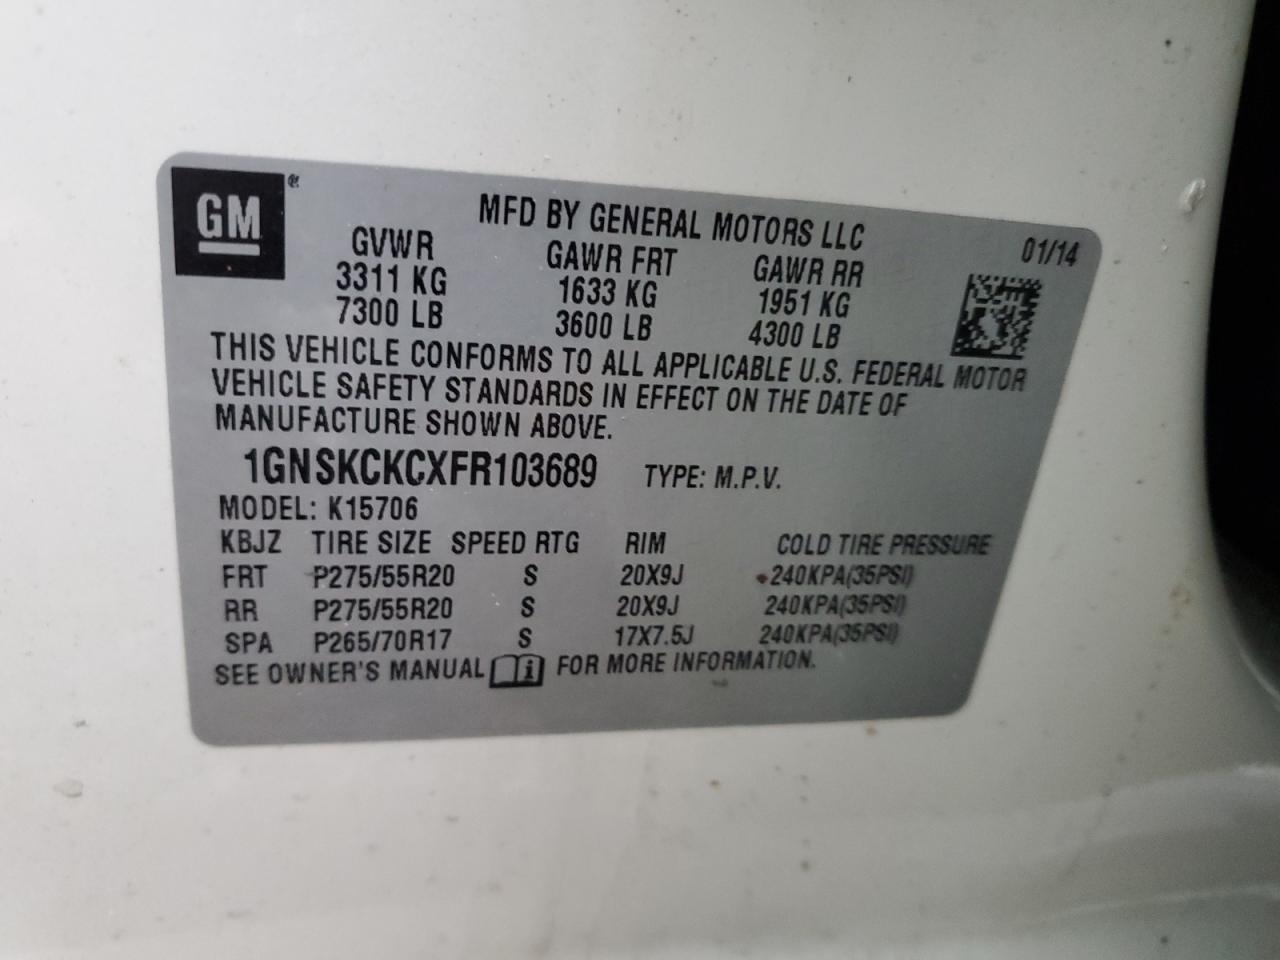 GM ®
MFD BY GENERAL MOTORS LLC 01/14
GVWR GAWR FRT GAWR RR
3311 KG 1633 KG 1951 KG
7300 LB 3600 LB 4300 LB
THIS VEHICLE CONFORMS TO ALL APPLICABLE U.S. FEDERAL MOTOR
VEHICLE SAFETY STANDARDS IN EFFECT ON THE DATE OF
MANUFACTURE SHOWN ABOVE.
1GNSKCKCXFR103689 TYPE: M.P.V.
MODEL: K15706
KBJZ TIRE SIZE SPEED RTG RIM COLD TIRE PRESSURE
FRT P275/55R20 S 20X9J 240KPA(35PSI)
RR P275/55R20 S 20X9J 240KPA(35PSI)
SPA P265/70R17 S 17X7.5J 240KPA(35PSI)
SEE OWNER'S MANUAL i FOR MORE INFORMATION.